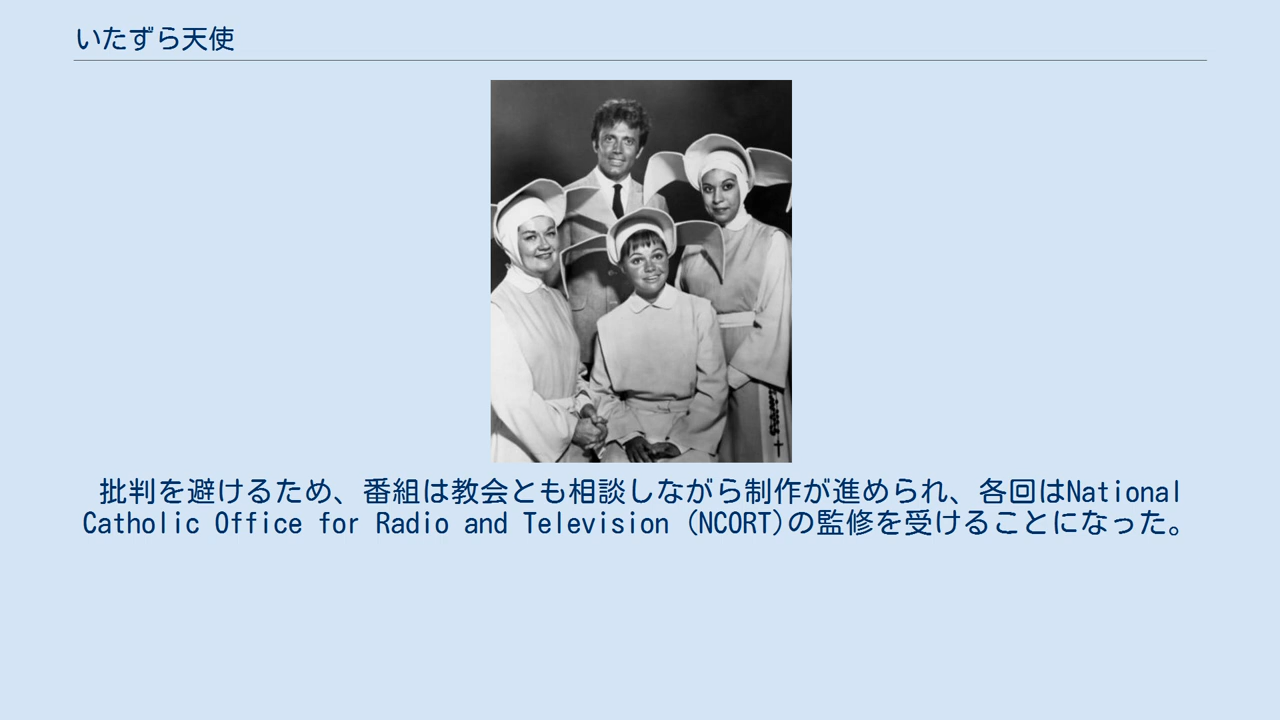 いたずら天使
批判を避けるため、番組は教会とも相談しながら制作が進められ、各回はNational
Catholic Office for Radio and Television (NCORT)の監修を受けることになった。